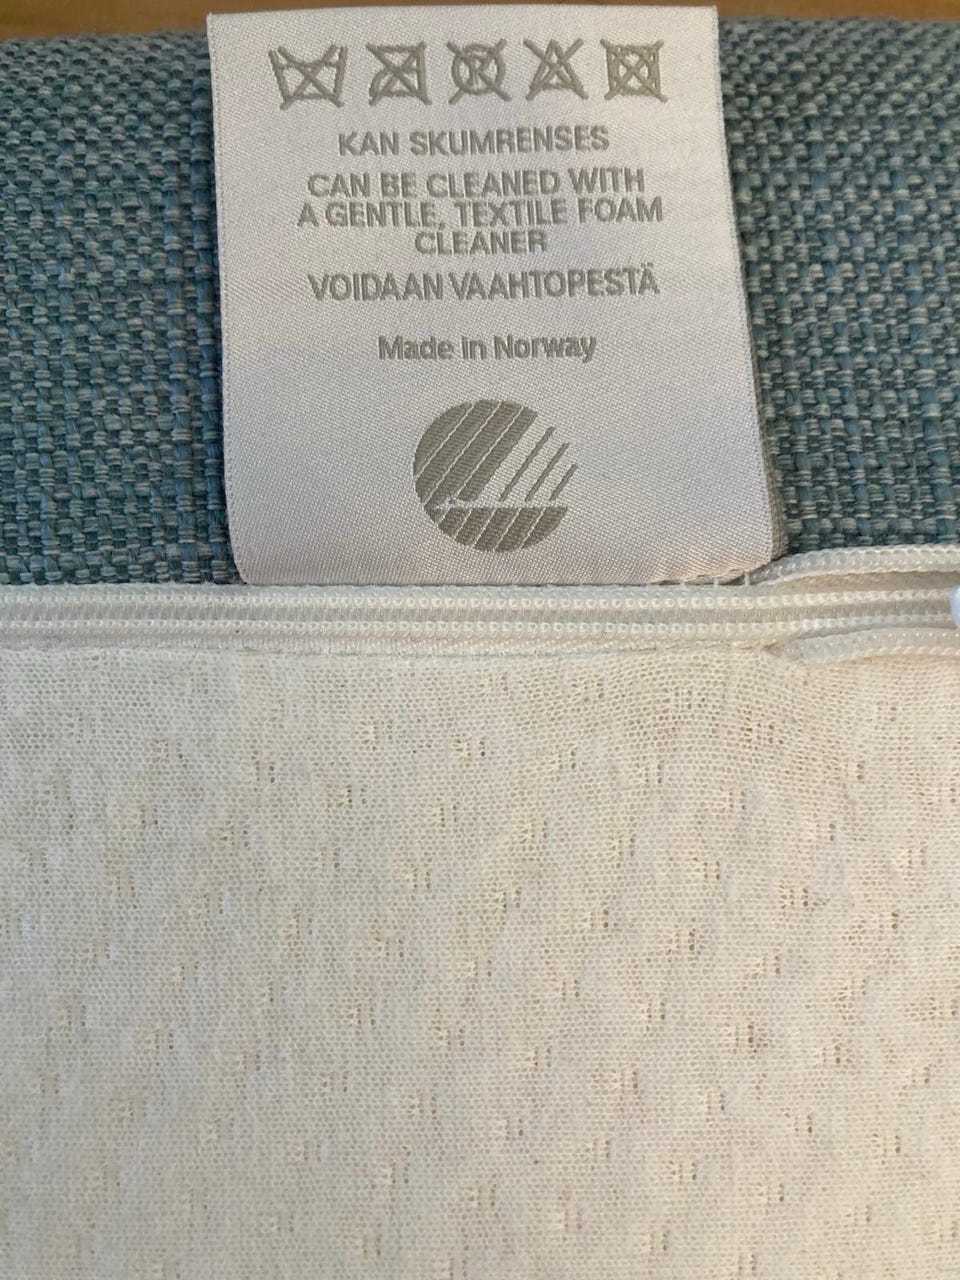 KAN SKUMRENSES
CAN BE CLEANED WITH
A GENTLE, TEXTILE FOAM
CLEANER
VOIDAAN VAAHTOPESTÄ
Made in Norway